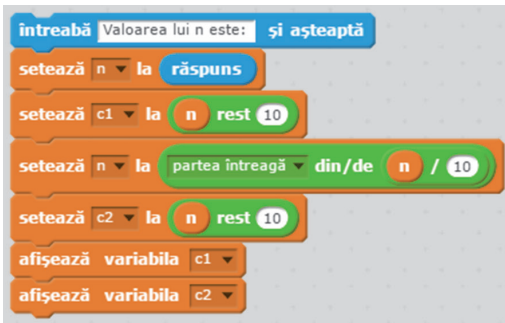 întreabă Valoarea lui n este: și așteaptă
setează n la răspuns
setează c1 la n rest 10
setează n la partea întreagă din/de n / 10
setează c2 la n rest 10
afișează variabila c1
afișează variabila c2